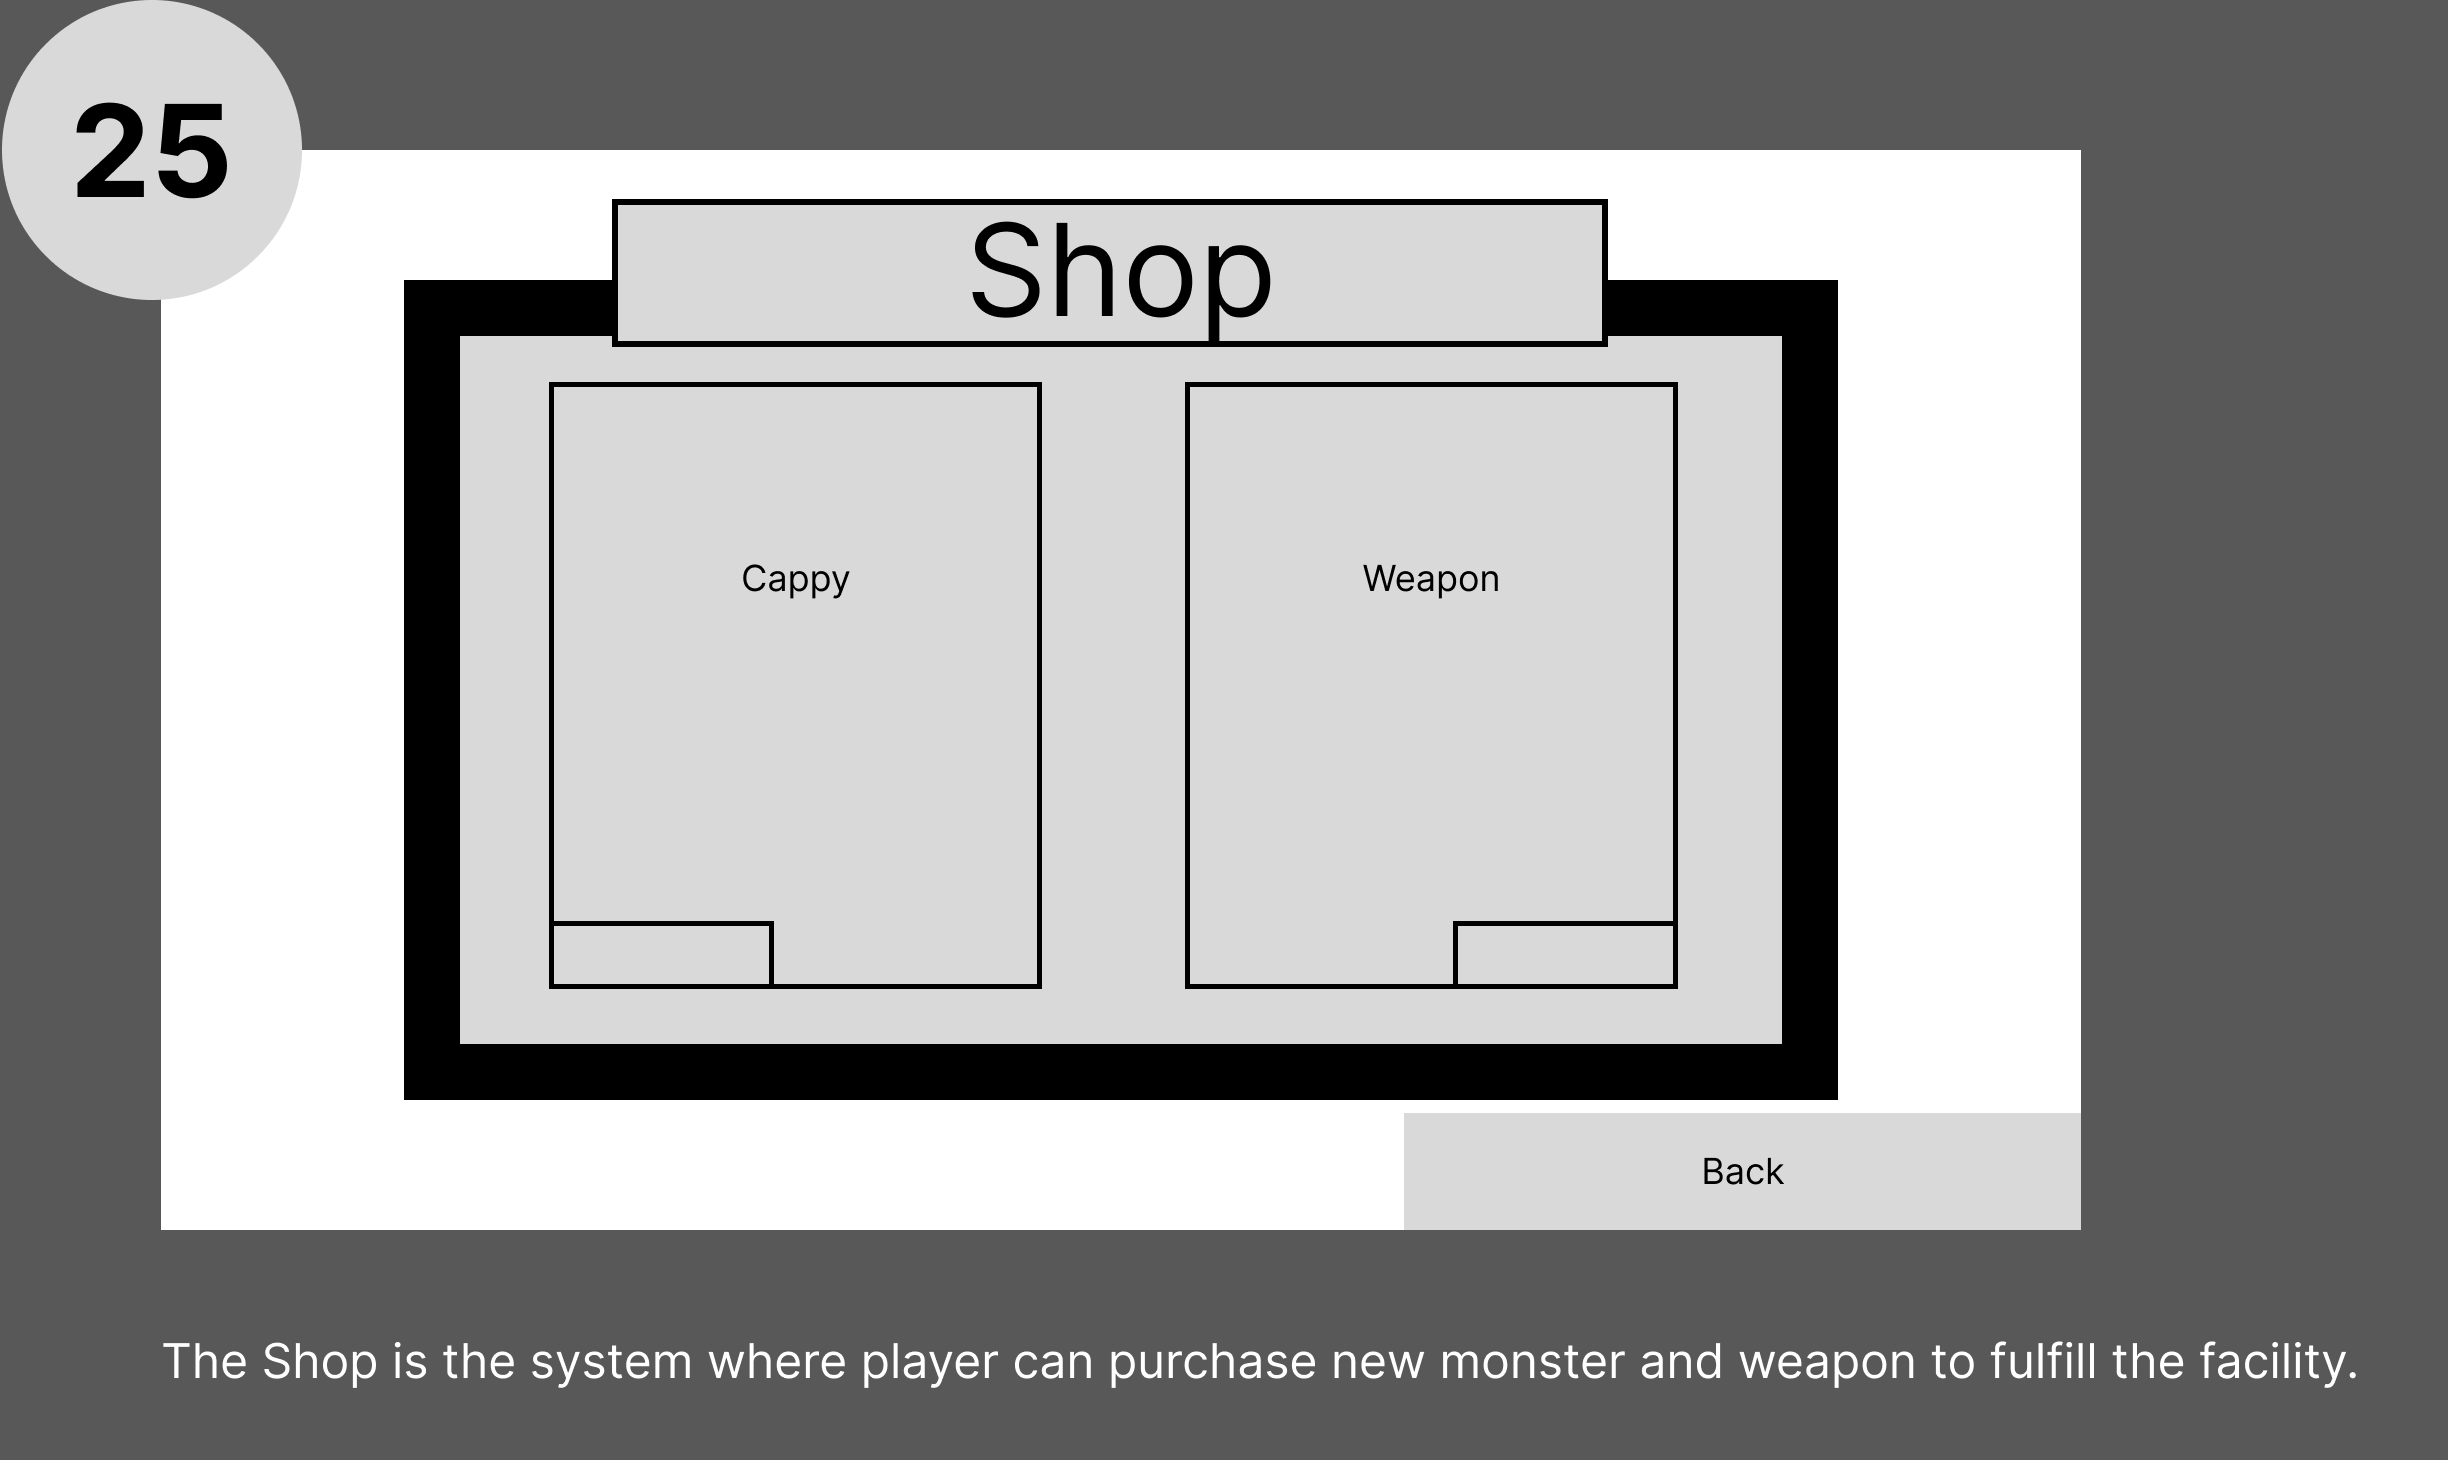 25
Shop
Cappy
Weapon
Back
The Shop is the system where player can purchase new monster and weapon to fulfill the facility.